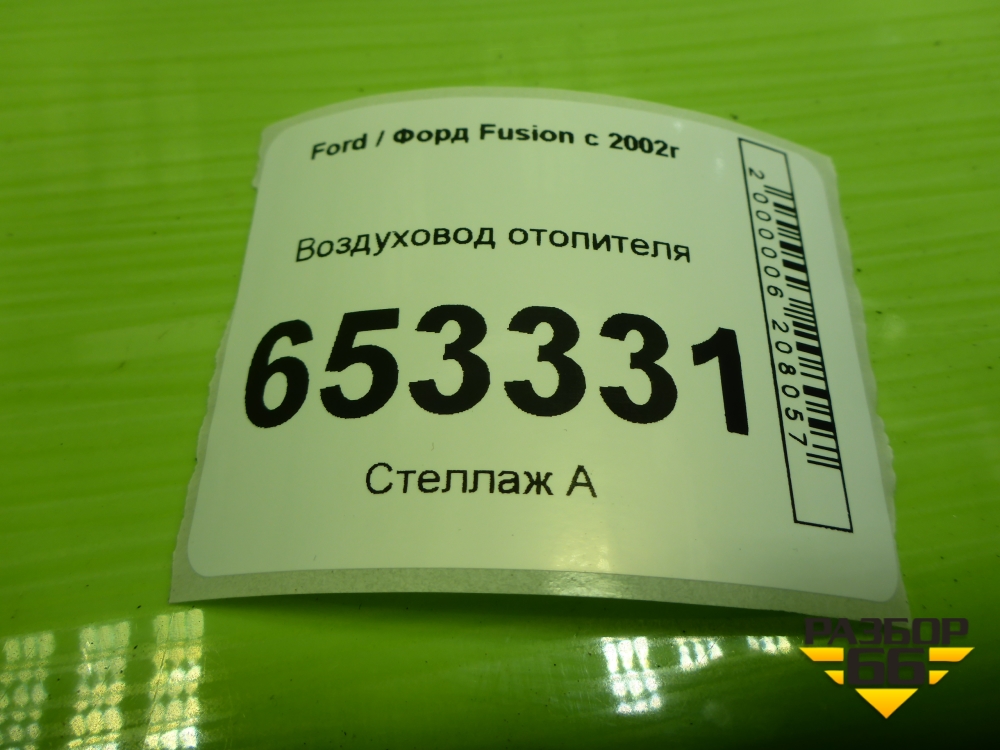 Ford / Форд Fusion с 2002г
Воздуховод отопителя
653331
Стеллаж А
2000006208057
РАЗБОР
66